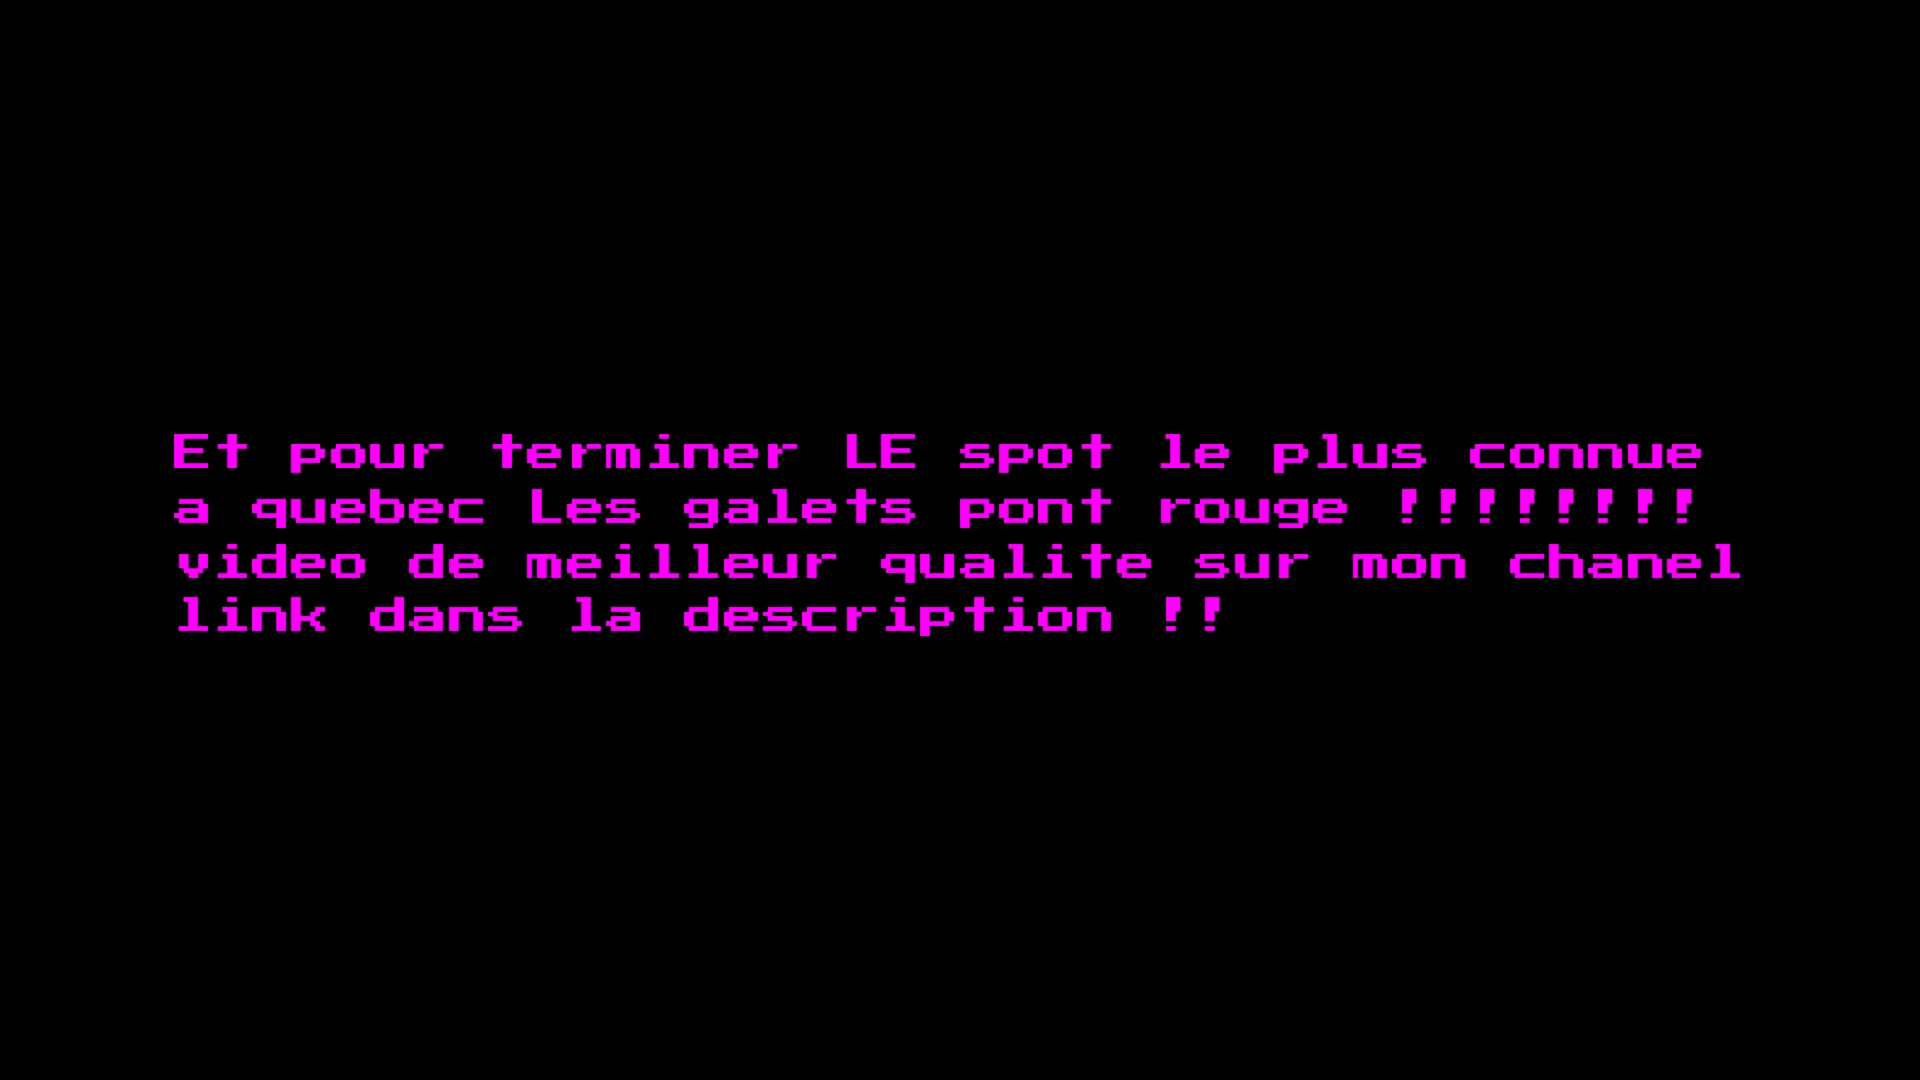 Et pour terminer LE spot le plus connue
a quebec Les galets pont rouge !!!!!!!!
video de meilleur qualite sur mon chanel
link dans la description !!